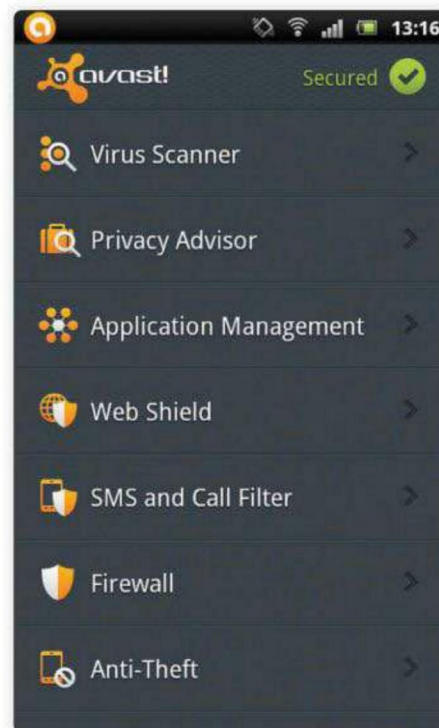 13:16
avast!
Secured
Virus Scanner
Privacy Advisor
Application Management
Web Shield
SMS and Call Filter
Firewall
Anti-Theft